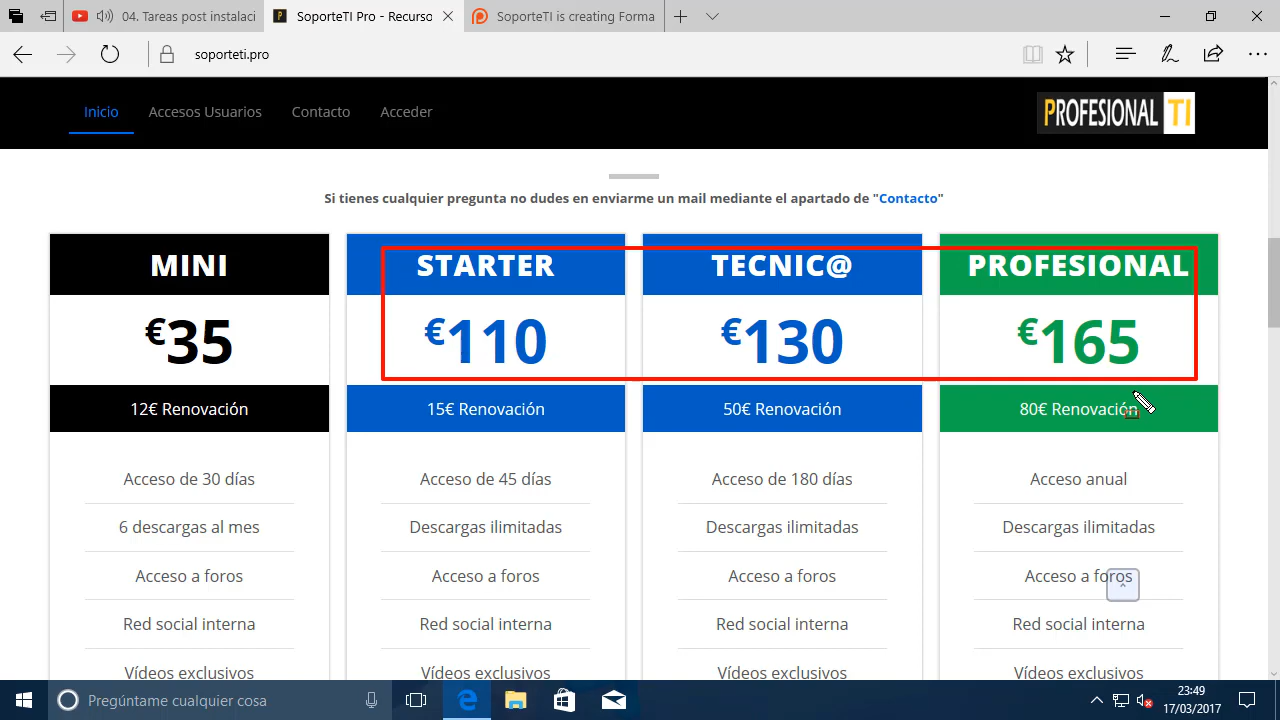 04. Tareas post instalaci
SoporteTI Pro - Recurso
SoporteTI is creating Forma
soporteti.pro
Inicio
Accesos Usuarios
Contacto
Acceder
PROFESIONAL TI
Si tienes cualquier pregunta no dudes en enviarme un mail mediante el apartado de "Contacto"
MINI
€35
12€ Renovación
Acceso de 30 días
6 descargas al mes
Acceso a foros
Red social interna
Vídeos exclusivos
STARTER
€110
15€ Renovación
Acceso de 45 días
Descargas ilimitadas
Acceso a foros
Red social interna
Vídeos exclusivos
TECNIC@
€130
50€ Renovación
Acceso de 180 días
Descargas ilimitadas
Acceso a foros
Red social interna
Vídeos exclusivos
PROFESIONAL
€165
80€ Renovación
Acceso anual
Descargas ilimitadas
Acceso a foros
Red social interna
Vídeos exclusivos
Pregúntame cualquier cosa
23:49
17/03/2017